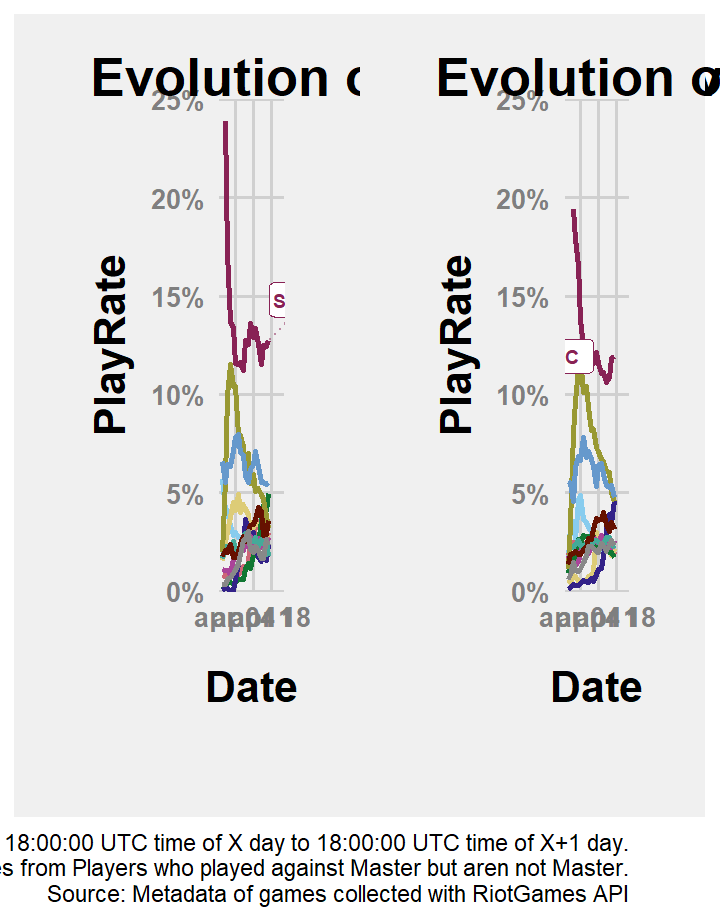 Evolution Evolution
25% 25%
20% 20%
15% 15%
10% 10%
5% 5%
0% 0%
S
C
PlayRate PlayRate
18 18
Date Date
18:00:00 UTC time of X day to 18:00:00 UTC time of X+1 day.
from Players who played against Master but aren not Master.
Source: Metadata of games collected with RiotGames API